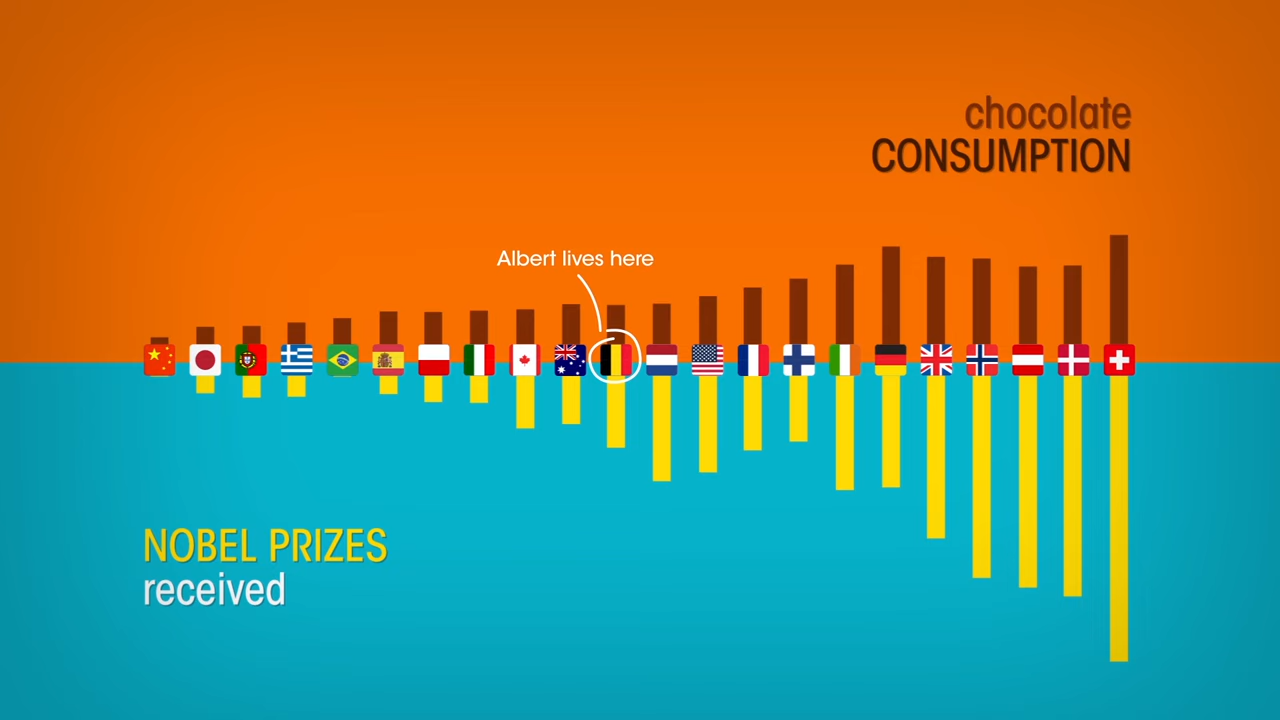 chocolate
CONSUMPTION
Albert lives here
NOBEL PRIZES
received